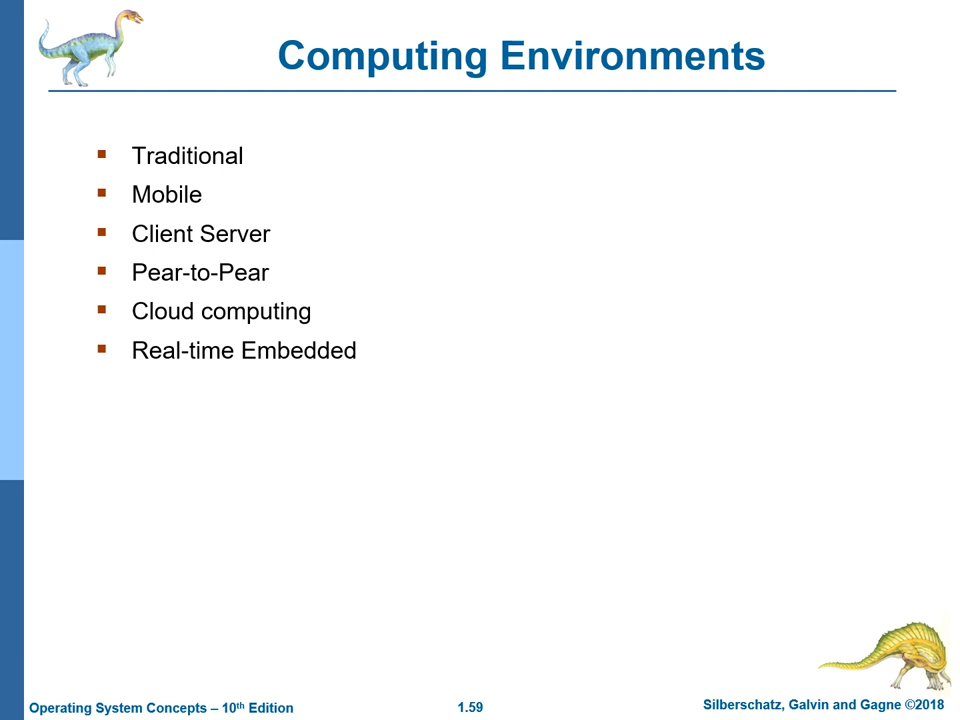 Computing Environments
Traditional
Mobile
Client Server
Pear-to-Pear
Cloud computing
Real-time Embedded
Operating System Concepts – 10th Edition
1.59
Silberschatz, Galvin and Gagne ©2018